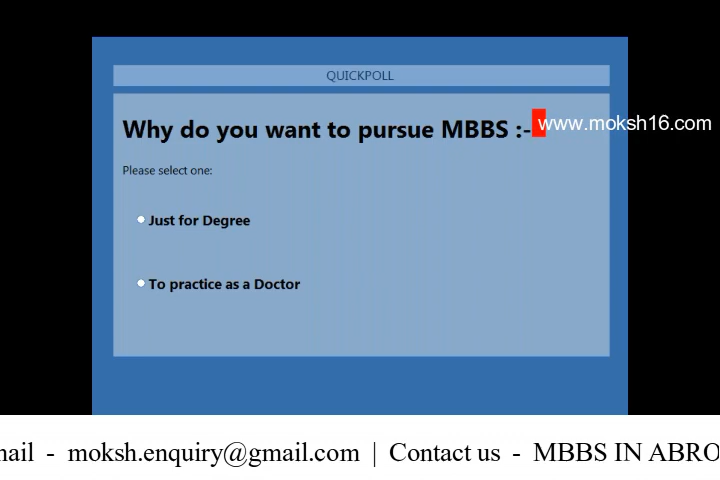 QUICKPOLL
Why do you want to pursue MBBS :-
www.moksh16.com
Please select one:
Just for Degree
To practice as a Doctor
- moksh.enquiry@gmail.com | Contact us - MBBS IN